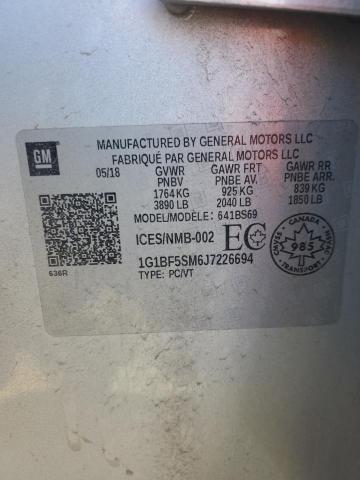 MANUFACTURED BY GENERAL MOTORS LLC
FABRIQUÉ PAR GENERAL MOTORS LLC
GM
05/18 GVWR GAWR FRT GAWR RR
PNBV PNBE AV. PNBE ARR.
1764 KG 925 KG 839 KG
3890 LB 2040 LB 1850 LB
MODEL/MODÈLE: 641BS69
ICES/NMB-002 EC
CANADA
985
MVSA
1G1BF5SM6J7226694
TYPE: PC/VT
636R